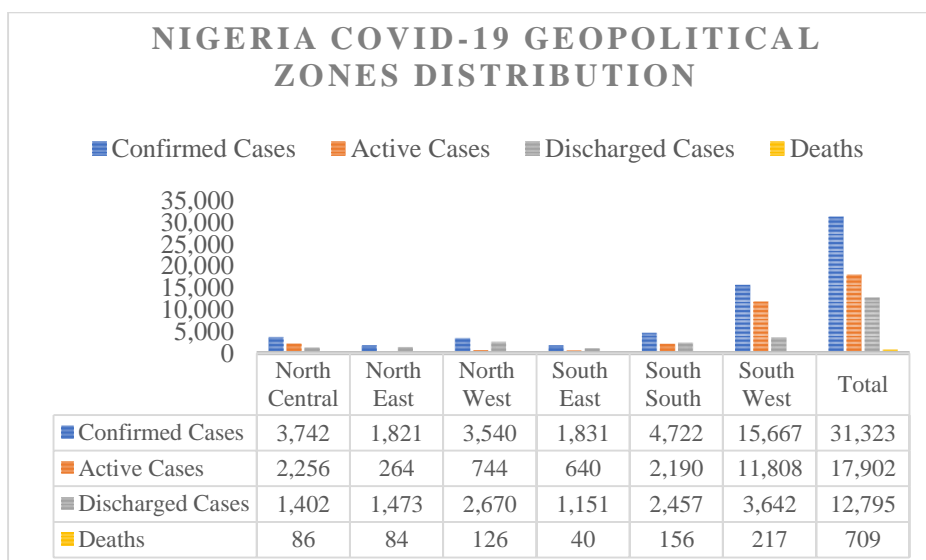 NIGERIA COVID-19 GEOPOLITICAL
ZONES DISTRIBUTION
Confirmed Cases Active Cases Discharged Cases Deaths
35,000
30,000
25,000
20,000
15,000
10,000
5,000
0
North Central North East North West South East South South South West Total
Confirmed Cases 3,742 1,821 3,540 1,831 4,722 15,667 31,323
Active Cases 2,256 264 744 640 2,190 11,808 17,902
Discharged Cases 1,402 1,473 2,670 1,151 2,457 3,642 12,795
Deaths 86 84 126 40 156 217 709